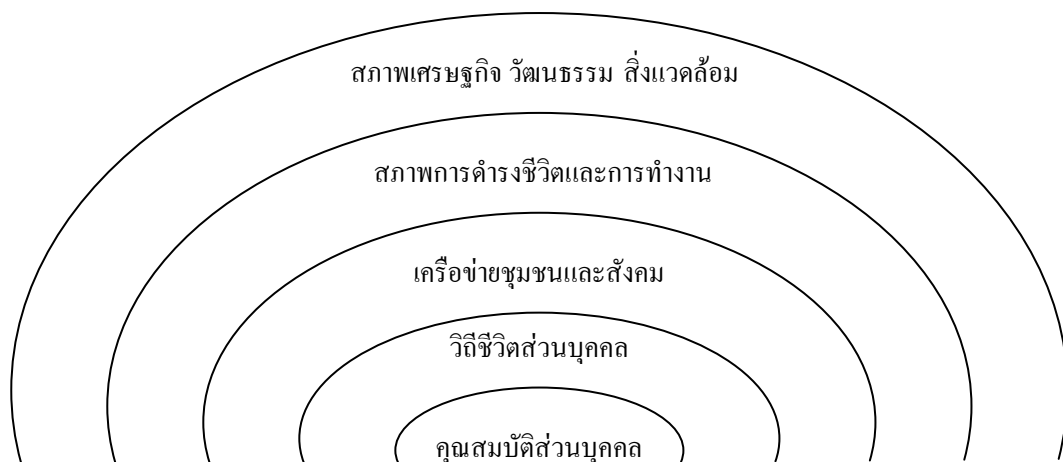 สภาพเศรษฐกิจ วัฒนธรรม สิ่งแวดล้อม
สภาพการดำรงชีวิตและการทำงาน
เครือข่ายชุมชนและสังคม
วิถีชีวิตส่วนบุคคล
คุณสมบัติส่วนบุคคล